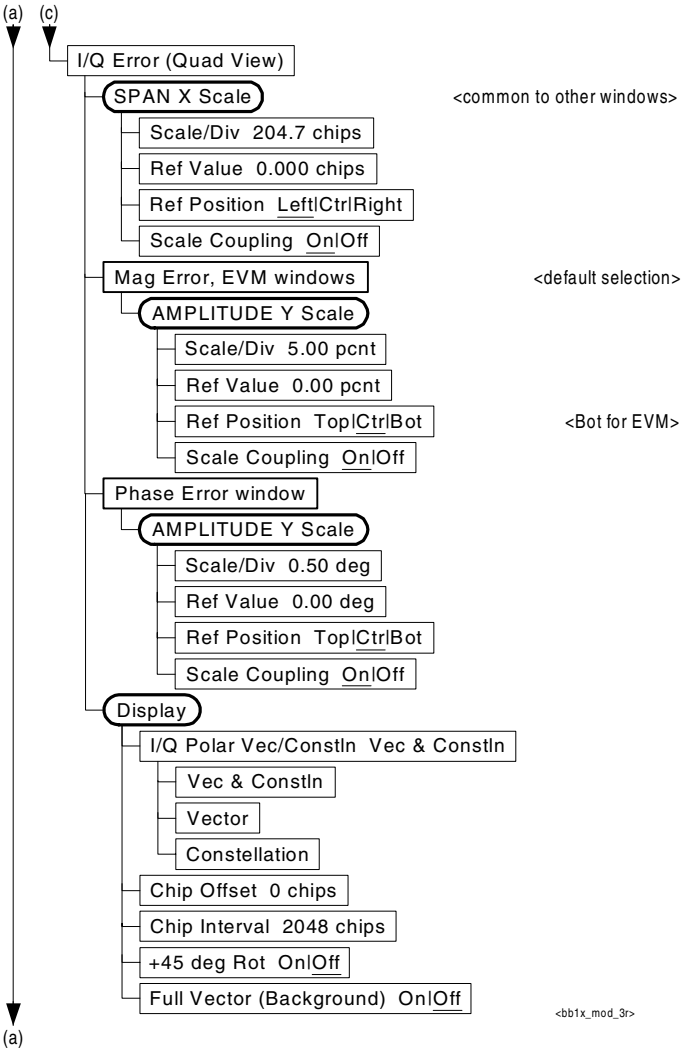 (a) (c)
I/Q Error (Quad View)
SPAN X Scale <common to other windows>
Scale/Div 204.7 chips
Ref Value 0.000 chips
Ref Position Left|Ctr|Right
Scale Coupling On|Off
Mag Error, EVM windows <default selection>
AMPLITUDE Y Scale
Scale/Div 5.00 pcnt
Ref Value 0.00 pcnt
Ref Position Top|Ctr|Bot <Bot for EVM>
Scale Coupling On|Off
Phase Error window
AMPLITUDE Y Scale
Scale/Div 0.50 deg
Ref Value 0.00 deg
Ref Position Top|Ctr|Bot
Scale Coupling On|Off
Display
I/Q Polar Vec/Constln Vec & Constln
Vec & Constln
Vector
Constellation
Chip Offset 0 chips
Chip Interval 2048 chips
+45 deg Rot On|Off
Full Vector (Background) On|Off
<bb1x_mod_3r>
(a)